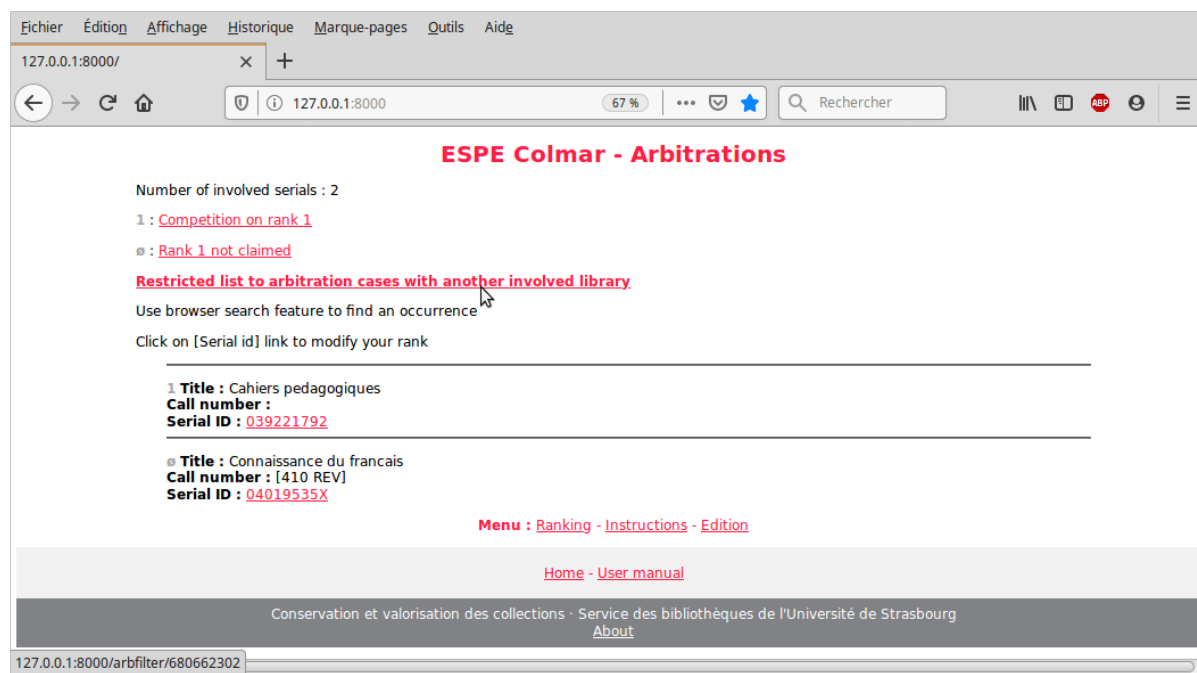 Fichier Édition Affichage Historique Marque-pages Outils Aide
127.0.0.1:8000/
127.0.0.1:8000 67 % Rechercher ABP
ESPE Colmar - Arbitrations
Number of involved serials : 2
1 : Competition on rank 1
ø : Rank 1 not claimed
Restricted list to arbitration cases with another involved library
Use browser search feature to find an occurrence
Click on [Serial id] link to modify your rank
1 Title : Cahiers pedagogiques
Call number :
Serial ID : 039221792
ø Title : Connaissance du francais
Call number : [410 REV]
Serial ID : 04019535X
Menu : Ranking - Instructions - Edition
Home - User manual
Conservation et valorisation des collections · Service des bibliothèques de l'Université de Strasbourg
About
127.0.0.1:8000/arbfilter/680662302